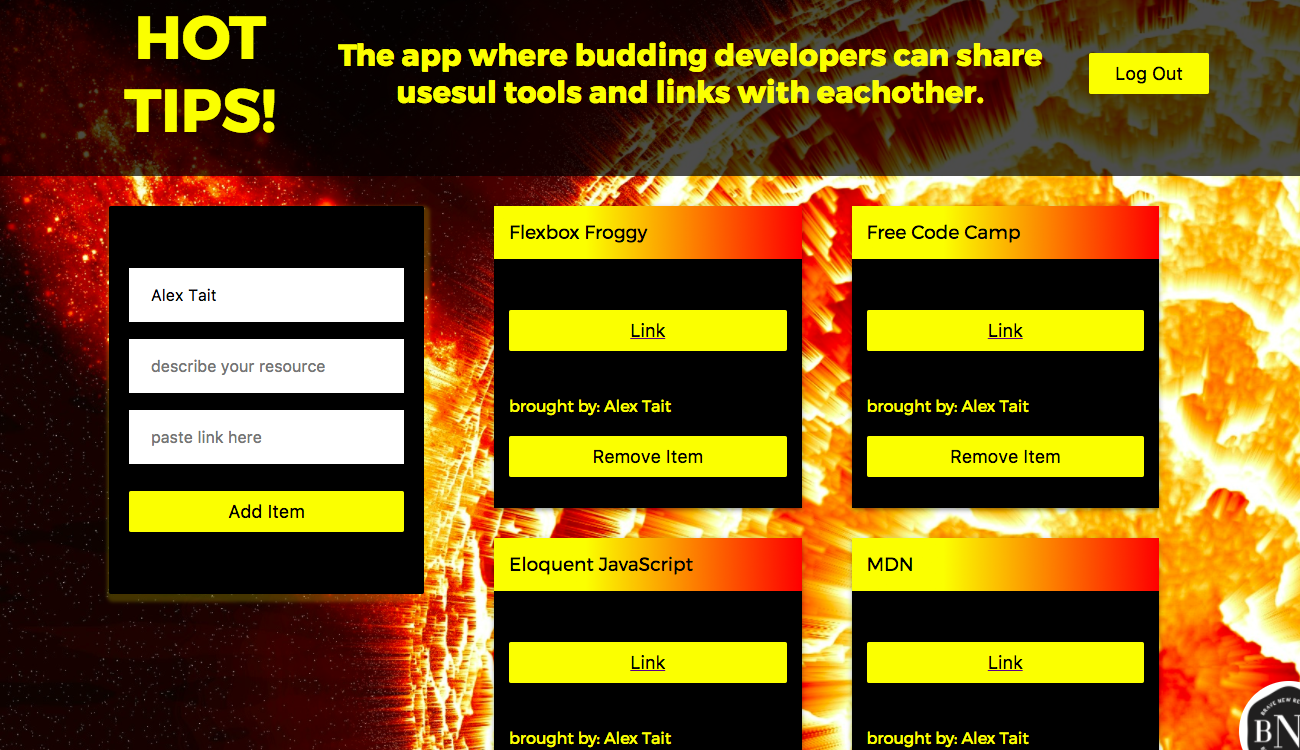 HOT
TIPS!
The app where budding developers can share
usesul tools and links with eachother.
Log Out
Alex Tait
describe your resource
paste link here
Add Item
Flexbox Froggy
Link
brought by: Alex Tait
Remove Item
Free Code Camp
Link
brought by: Alex Tait
Remove Item
Eloquent JavaScript
Link
brought by: Alex Tait
MDN
Link
brought by: Alex Tait
BRAVE NEW
BN